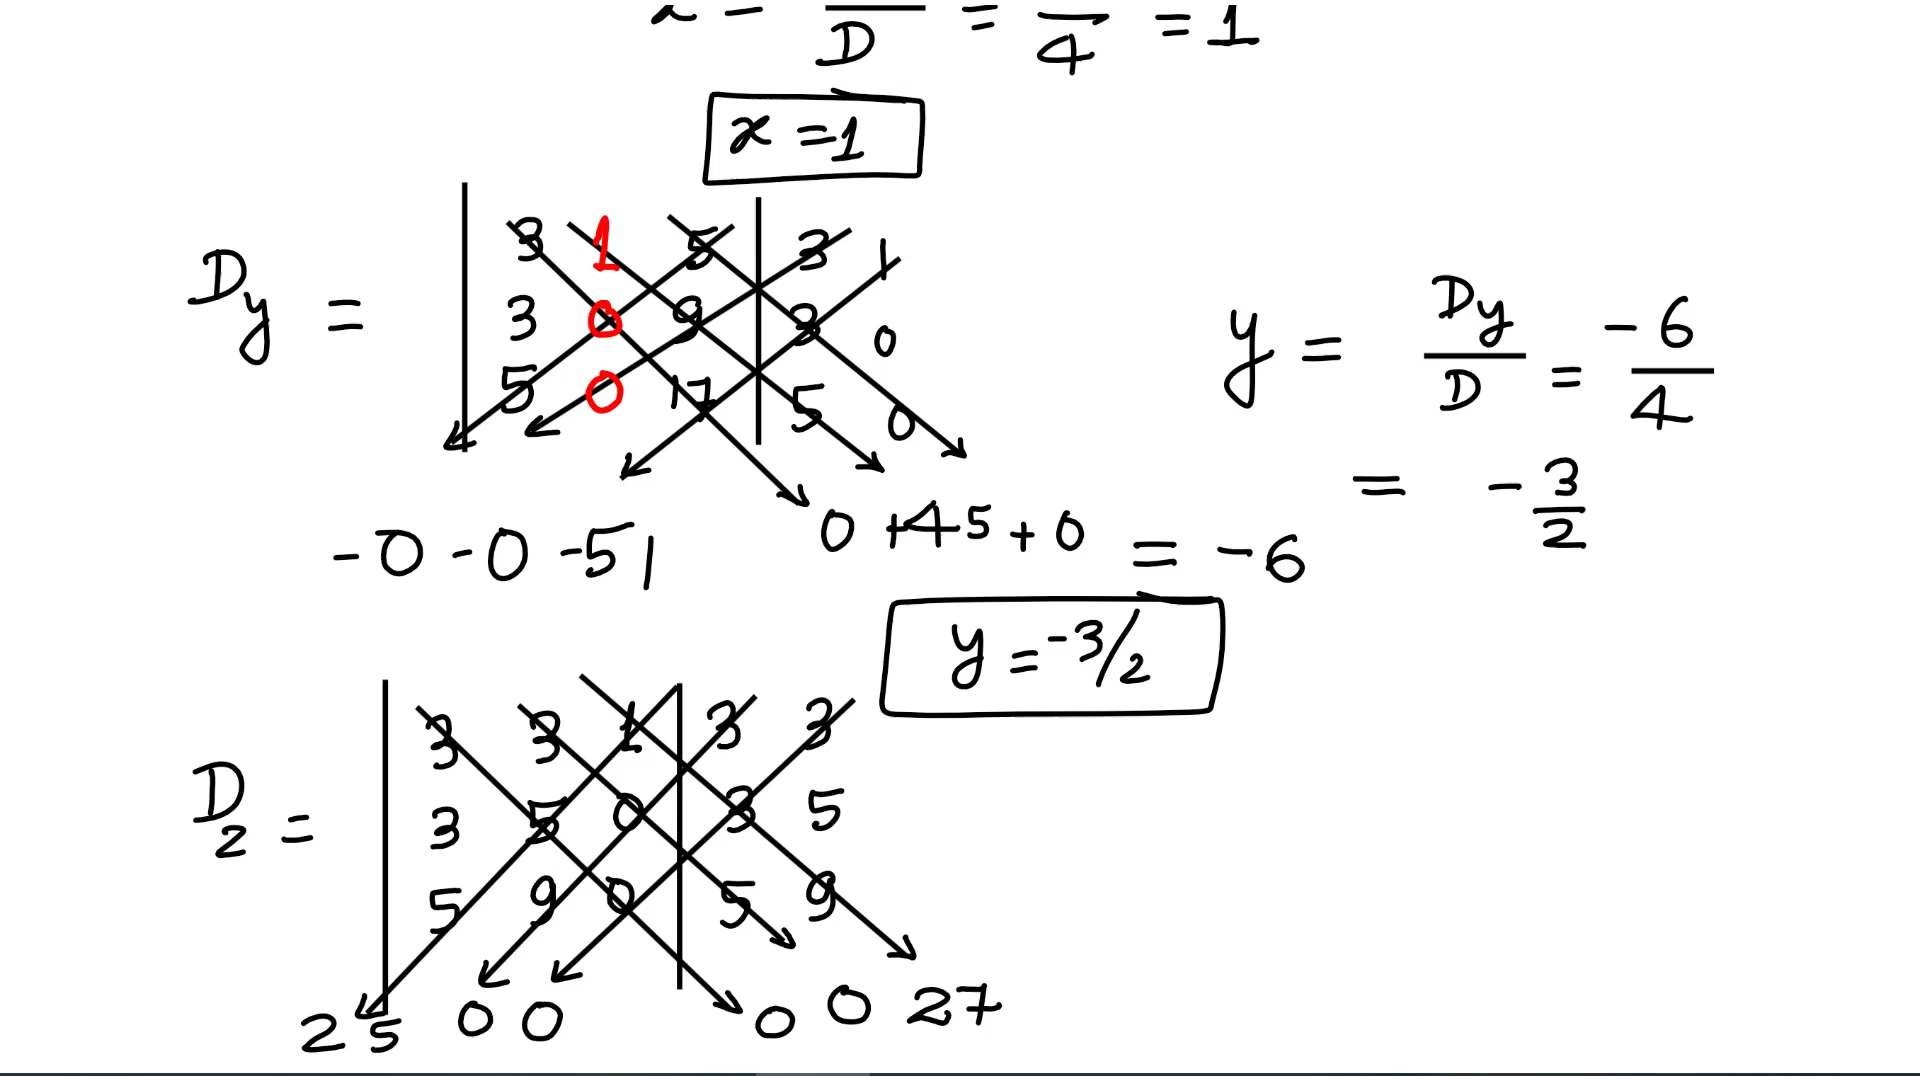 x = D = 4 = 1
x = 1
Dy = 3 1 5 3 1
3 0 9 3 0
5 0 17 5 0
-0 -0 -51 0 +45 + 0 = -6
y = Dy/D = -6/4
= -3/2
y = -3/2
D2 = 3 3 1 3 3
3 5 0 3 5
5 9 0 5 9
25 0 0 0 0 27